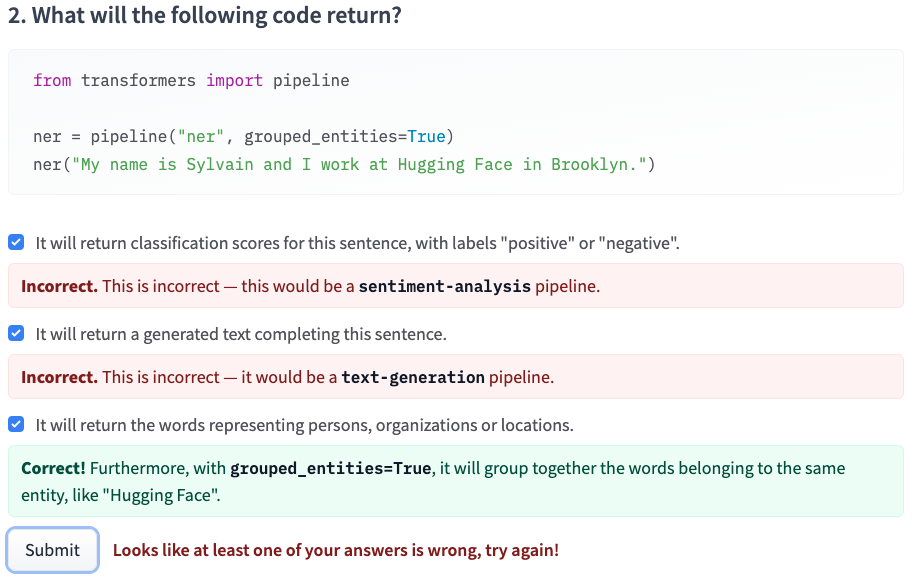 2. What will the following code return?
from transformers import pipeline
ner = pipeline("ner", grouped_entities=True)
ner("My name is Sylvain and I work at Hugging Face in Brooklyn.")
It will return classification scores for this sentence, with labels "positive" or "negative".
Incorrect. This is incorrect — this would be a sentiment-analysis pipeline.
It will return a generated text completing this sentence.
Incorrect. This is incorrect — it would be a text-generation pipeline.
It will return the words representing persons, organizations or locations.
Correct! Furthermore, with grouped_entities=True, it will group together the words belonging to the same
entity, like "Hugging Face".
Submit Looks like at least one of your answers is wrong, try again!